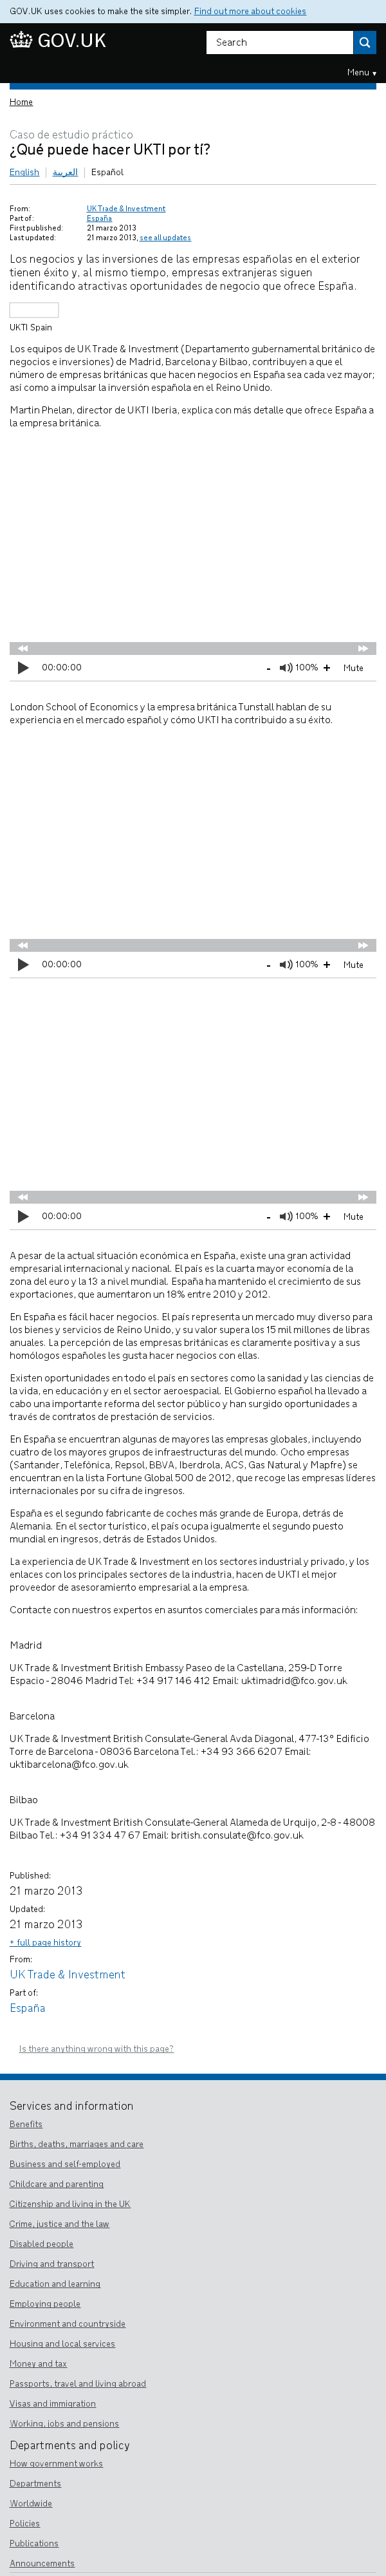 GOV.UK uses cookies to make the site simpler. Find out more about cookies
GOV.UK
Search
Menu ▾
Home
Caso de estudio práctico
¿Qué puede hacer UKTI por tí?
English
العربية
Español
From: UK Trade & Investment
Part of: España
First published: 21 marzo 2013
Last updated: 21 marzo 2013, see all updates
Los negocios y las inversiones de las empresas españolas en el exterior
tienen éxito y, al mismo tiempo, empresas extranjeras siguen
identificando atractivas oportunidades de negocio que ofrece España.
UKTI Spain
Los equipos de UK Trade & Investment (Departamento gubernamental británico de
negocios e inversiones) de Madrid, Barcelona y Bilbao, contribuyen a que el
número de empresas británicas que hacen negocios en España sea cada vez mayor;
así como a impulsar la inversión española en el Reino Unido.
Martin Phelan, director de UKTI Iberia, explica con más detalle que ofrece España a
la empresa británica.
00:00:00 - 100% + Mute
London School of Economics y la empresa británica Tunstall hablan de su
experiencia en el mercado español y cómo UKTI ha contribuido a su éxito.
00:00:00 - 100% + Mute
00:00:00 - 100% + Mute
A pesar de la actual situación económica en España, existe una gran actividad
empresarial internacional y nacional. El país es la cuarta mayor economía de la
zona del euro y la 13 a nivel mundial. España ha mantenido el crecimiento de sus
exportaciones, que aumentaron un 18% entre 2010 y 2012.
En España es fácil hacer negocios. El país representa un mercado muy diverso para
los bienes y servicios de Reino Unido, y su valor supera los 15 mil millones de libras
anuales. La percepción de las empresas británicas es claramente positiva y a sus
homólogos españoles les gusta hacer negocios con ellas.
Existen oportunidades en todo el país en sectores como la sanidad y las ciencias de
la vida, en educación y en el sector aeroespacial. El Gobierno español ha llevado a
cabo una importante reforma del sector público y han surgido oportunidades a
través de contratos de prestación de servicios.
En España se encuentran algunas de mayores las empresas globales, incluyendo
cuatro de los mayores grupos de infraestructuras del mundo. Ocho empresas
(Santander, Telefónica, Repsol, BBVA, Iberdrola, ACS, Gas Natural y Mapfre) se
encuentran en la lista Fortune Global 500 de 2012, que recoge las empresas líderes
internacionales por su cifra de ingresos.
España es el segundo fabricante de coches más grande de Europa, detrás de
Alemania. En el sector turístico, el país ocupa igualmente el segundo puesto
mundial en ingresos, detrás de Estados Unidos.
La experiencia de UK Trade & Investment en los sectores industrial y privado, y los
enlaces con los principales sectores de la industria, hacen de UKTI el mejor
proveedor de asesoramiento empresarial a la empresa.
Contacte con nuestros expertos en asuntos comerciales para más información:
Madrid
UK Trade & Investment British Embassy Paseo de la Castellana, 259-D Torre
Espacio - 28046 Madrid Tel: +34 917 146 412 Email: uktimadrid@fco.gov.uk
Barcelona
UK Trade & Investment British Consulate-General Avda Diagonal, 477-13° Edificio
Torre de Barcelona - 08036 Barcelona Tel.: +34 93 366 6207 Email:
uktibarcelona@fco.gov.uk
Bilbao
UK Trade & Investment British Consulate-General Alameda de Urquijo, 2-8 - 48008
Bilbao Tel.: +34 91 334 47 67 Email: british.consulate@fco.gov.uk
Published:
21 marzo 2013
Updated:
21 marzo 2013
+ full page history
From:
UK Trade & Investment
Part of:
España
Is there anything wrong with this page?
Services and information
Benefits
Births, deaths, marriages and care
Business and self-employed
Childcare and parenting
Citizenship and living in the UK
Crime, justice and the law
Disabled people
Driving and transport
Education and learning
Employing people
Environment and countryside
Housing and local services
Money and tax
Passports, travel and living abroad
Visas and immigration
Working, jobs and pensions
Departments and policy
How government works
Departments
Worldwide
Policies
Publications
Announcements